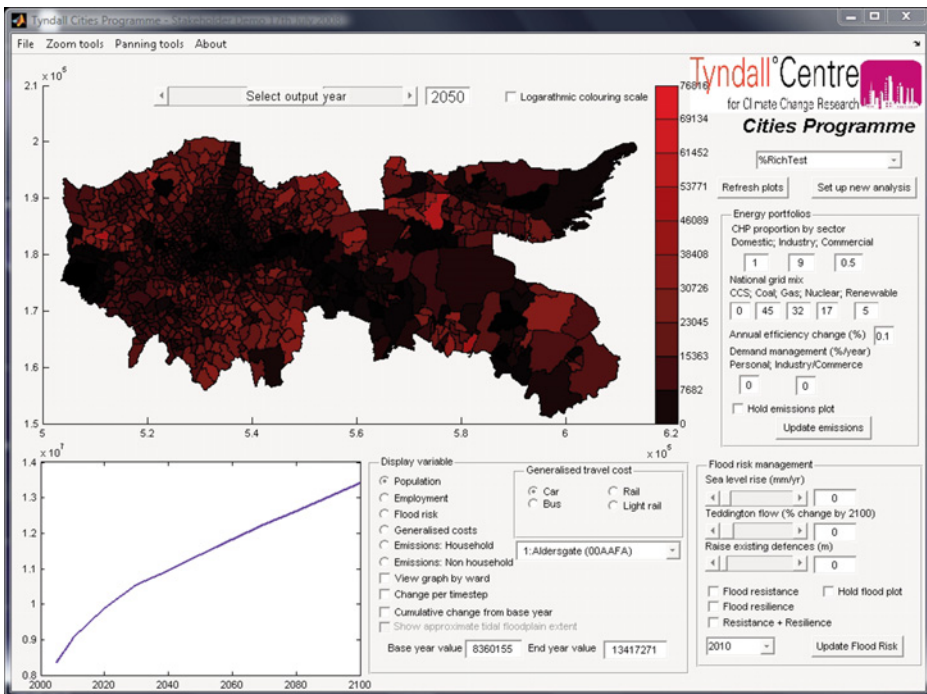 Tyndall Cities Programme - Stakeholder Demo 17th July 2008
File Zoom tools Panning tools About
x 10^5
2.1
2
1.9
1.8
1.7
1.6
1.5
5 5.2 5.4 5.6 5.8 6 6.2
x 10^5
Select output year 2050
Logarathmic colouring scale
76816
69134
61452
53771
46089
38408
30726
23045
15363
7682
0
Tyndall°Centre
for Climate Change Research
Cities Programme
%RichTest
Refresh plots Set up new analysis
Energy portfolios
CHP proportion by sector
Domestic; Industry; Commercial
1 9 0.5
National grid mix
CCS; Coal; Gas; Nuclear; Renewable
0 45 32 17 5
Annual efficiency change (%) 0.1
Demand management (%/year)
Personal; Industry/Commerce
0 0
Hold emissions plot
Update emissions
x 10^7
1.4
1.3
1.2
1.1
1
0.9
0.8
2000 2020 2040 2060 2080 2100
Display variable
Population
Employment
Flood risk
Generalised costs
Emissions: Household
Emissions: Non household
View graph by ward
Change per timestep
Cumulative change from base year
Show approximate tidal floodplain extent
Base year value 8360155 End year value 13417271
Generalised travel cost
Car Rail
Bus Light rail
1:Aldersgate (00AAFA)
Flood risk management
Sea level rise (mm/yr)
0
Teddington flow (% change by 2100)
0
Raise existing defences (m)
0
Flood resistance Hold flood plot
Flood resilience
Resistance + Resilience
2010 Update Flood Risk